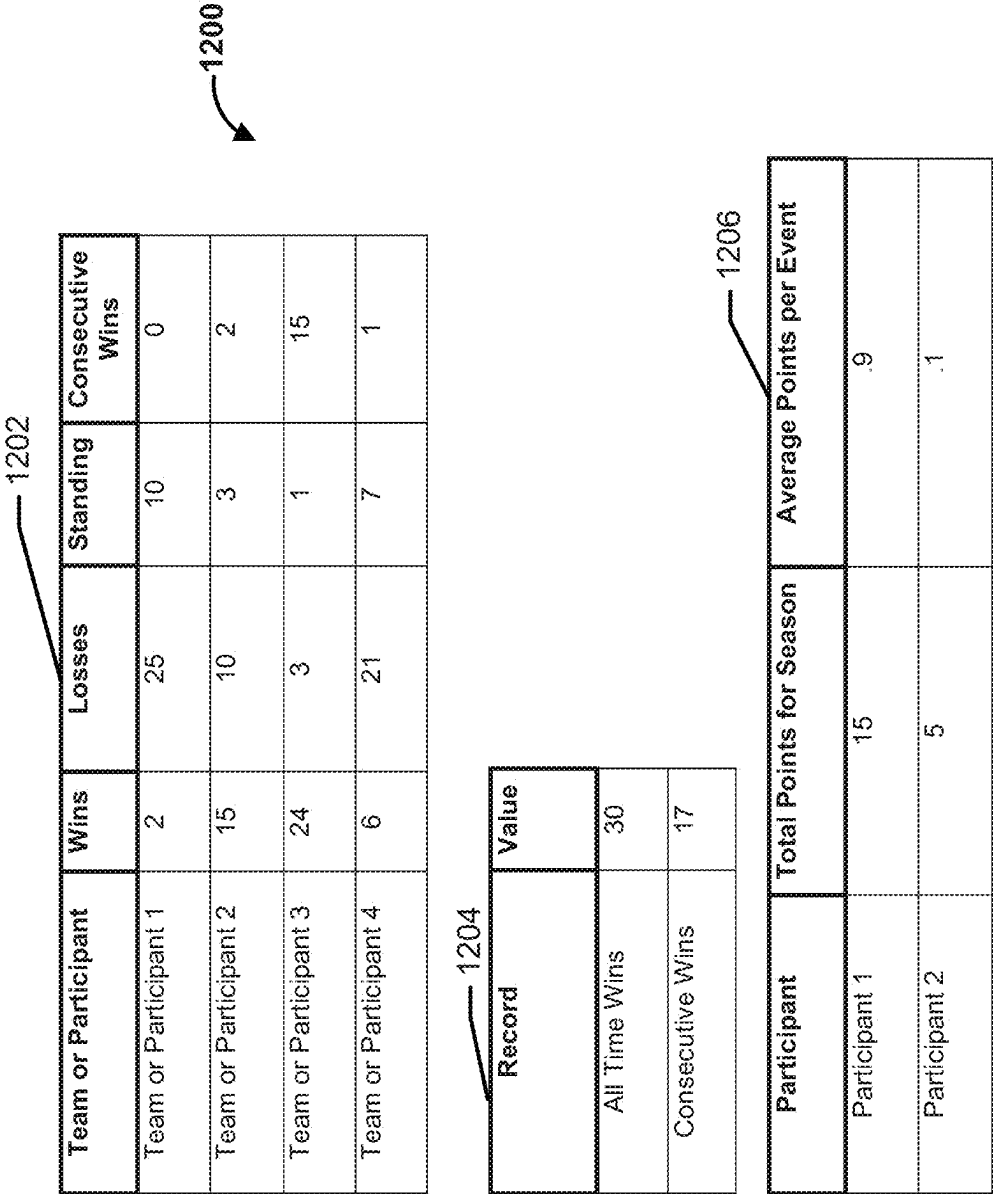 1200
1202
Team or Participant Wins Losses Standing Consecutive Wins
Team or Participant 1 2 25 10 0
Team or Participant 2 15 10 3 2
Team or Participant 3 24 3 1 15
Team or Participant 4 6 21 7 1
1204
Record Value
All Time Wins 30
Consecutive Wins 17
1206
Participant Total Points for Season Average Points per Event
Participant 1 15 .9
Participant 2 5 .1